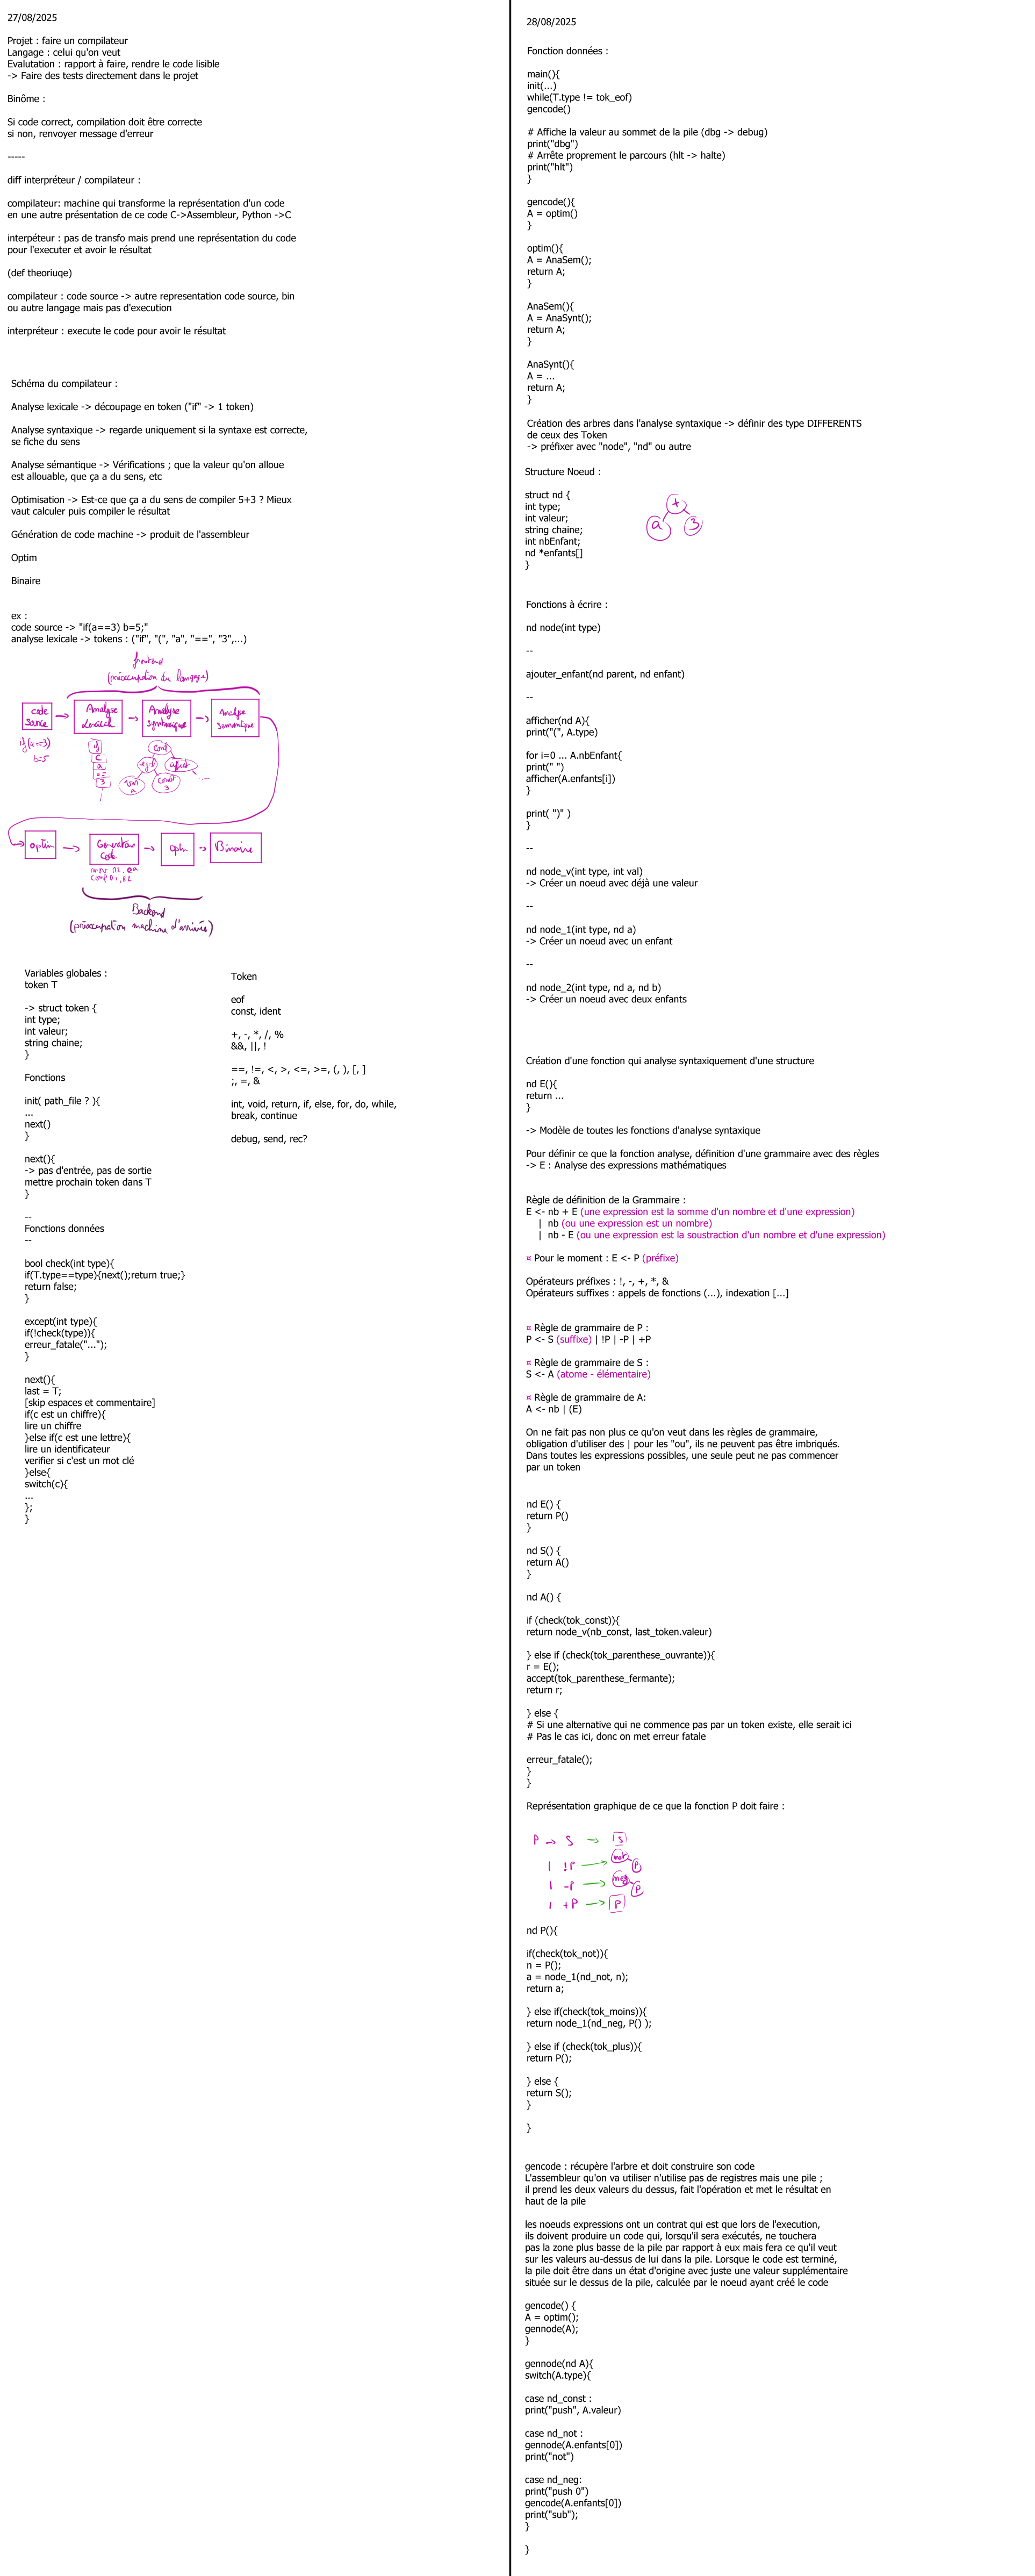 27/08/2025
Projet : faire un compilateur
Langage : celui qu'on veut
Evalutation : rapport à faire, rendre le code lisible
-> Faire des tests directement dans le projet
Binôme :
Si code correct, compilation doit être correcte
si non, renvoyer message d'erreur
-----
diff interpréteur / compilateur :
compilateur: machine qui transforme la représentation d'un code
en une autre présentation de ce code C->Assembleur, Python ->C
interpéteur : pas de transfo mais prend une représentation du code
pour l'executer et avoir le résultat
(def theoriuqe)
compilateur : code source -> autre representation code source, bin
ou autre langage mais pas d'execution
interpréteur : execute le code pour avoir le résultat
Schéma du compilateur :
Analyse lexicale -> découpage en token ("if" -> 1 token)
Analyse syntaxique -> regarde uniquement si la syntaxe est correcte,
se fiche du sens
Analyse sémantique -> Vérifications ; que la valeur qu'on alloue
est allouable, que ça a du sens, etc
Optimisation -> Est-ce que ça a du sens de compiler 5+3 ? Mieux
vaut calculer puis compiler le résultat
Génération de code machine -> produit de l'assembleur
Optim
Binaire
ex :
code source -> "if(a==3) b=5;"
analyse lexicale -> tokens : ("if", "(", "a", "==", "3",...)
frontend
(préoccupation du langage)
code source
Analyse lexicale
Analyse syntaxique
Analyse semantique
if(a==3)
b=5
if
(
a
==
3
Cond
egal
affect
a
const 3
optim
Generation Code
Optim
Binaire
Backend
(préoccupation machine d'arrivée)
Variables globales :
token T
-> struct token {
int type;
int valeur;
string chaine;
}
Fonctions
init( path_file ? ){
...
next()
}
next(){
-> pas d'entrée, pas de sortie
mettre prochain token dans T
}
--
Fonctions données
--
bool check(int type){
if(T.type==type){next();return true;}
return false;
}
except(int type){
if(!check(type)){
erreur_fatale("...");
}
next(){
last = T;
[skip espaces et commentaire]
if(c est un chiffre){
lire un chiffre
}else if(c est une lettre){
lire un identificateur
verifier si c'est un mot clé
}else{
switch(c){
...
};
}
Token
eof
const, ident
+, -, *, /, %
&&, ||, !
==, !=, <, >, <=, >=, (, ), [, ]
;, =, &
int, void, return, if, else, for, do, while,
break, continue
debug, send, rec?
28/08/2025
Fonction données :
main(){
init(...)
while(T.type != tok_eof)
gencode()
# Affiche la valeur au sommet de la pile (dbg -> debug)
print("dbg")
# Arrête proprement le parcours (hlt -> halte)
print("hlt")
}
gencode(){
A = optim()
}
optim(){
A = AnaSem();
return A;
}
AnaSem(){
A = AnaSynt();
return A;
}
AnaSynt(){
A = ...
return A;
}
Création des arbres dans l'analyse syntaxique -> définir des type DIFFERENTS
de ceux des Token
-> préfixer avec "node", "nd" ou autre
Structure Noeud :
struct nd {
int type;
int valeur;
string chaine;
int nbEnfant;
nd *enfants[]
}
+
a 3
Fonctions à écrire :
nd node(int type)
--
ajouter_enfant(nd parent, nd enfant)
--
afficher(nd A){
print("(", A.type)
for i=0 ... A.nbEnfant{
print(" ")
afficher(A.enfants[i])
}
print( ")" )
}
--
nd node_v(int type, int val)
-> Créer un noeud avec déjà une valeur
--
nd node_1(int type, nd a)
-> Créer un noeud avec un enfant
--
nd node_2(int type, nd a, nd b)
-> Créer un noeud avec deux enfants
Création d'une fonction qui analyse syntaxiquement d'une structure
nd E(){
return ...
}
-> Modèle de toutes les fonctions d'analyse syntaxique
Pour définir ce que la fonction analyse, définition d'une grammaire avec des règles
-> E : Analyse des expressions mathématiques
Règle de définition de la Grammaire :
E <- nb + E (une expression est la somme d'un nombre et d'une expression)
| nb (ou une expression est un nombre)
| nb - E (ou une expression est la soustraction d'un nombre et d'une expression)
¤ Pour le moment : E <- P (préfixe)
Opérateurs préfixes : !, -, +, *, &
Opérateurs suffixes : appels de fonctions (...), indexation [...]
¤ Règle de grammaire de P :
P <- S (suffixe) | !P | -P | +P
¤ Règle de grammaire de S :
S <- A (atome - élémentaire)
¤ Règle de grammaire de A:
A <- nb | (E)
On ne fait pas non plus ce qu'on veut dans les règles de grammaire,
obligation d'utiliser des | pour les "ou", ils ne peuvent pas être imbriqués.
Dans toutes les expressions possibles, une seule peut ne pas commencer
par un token
nd E() {
return P()
}
nd S() {
return A()
}
nd A() {
if (check(tok_const)){
return node_v(nb_const, last_token.valeur)
} else if (check(tok_parenthese_ouvrante)){
r = E();
accept(tok_parenthese_fermante);
return r;
} else {
# Si une alternative qui ne commence pas par un token existe, elle serait ici
# Pas le cas ici, donc on met erreur fatale
erreur_fatale();
}
}
Représentation graphique de ce que la fonction P doit faire :
P -> S -> S
| !P -> not P
| -P -> neg P
| +P -> P
nd P(){
if(check(tok_not)){
n = P();
a = node_1(nd_not, n);
return a;
} else if(check(tok_moins)){
return node_1(nd_neg, P() );
} else if (check(tok_plus)){
return P();
} else {
return S();
}
}
gencode : récupère l'arbre et doit construire son code
L'assembleur qu'on va utiliser n'utilise pas de registres mais une pile ;
il prend les deux valeurs du dessus, fait l'opération et met le résultat en
haut de la pile
les noeuds expressions ont un contrat qui est que lors de l'execution,
ils doivent produire un code qui, lorsqu'il sera exécutés, ne touchera
pas la zone plus basse de la pile par rapport à eux mais fera ce qu'il veut
sur les valeurs au-dessus de lui dans la pile. Lorsque le code est terminé,
la pile doit être dans un état d'origine avec juste une valeur supplémentaire
située sur le dessus de la pile, calculée par le noeud ayant créé le code
gencode() {
A = optim();
gennode(A);
}
gennode(nd A){
switch(A.type){
case nd_const :
print("push", A.valeur)
case nd_not :
gennode(A.enfants[0])
print("not")
case nd_neg:
print("push 0")
gencode(A.enfants[0])
print("sub");
}
}